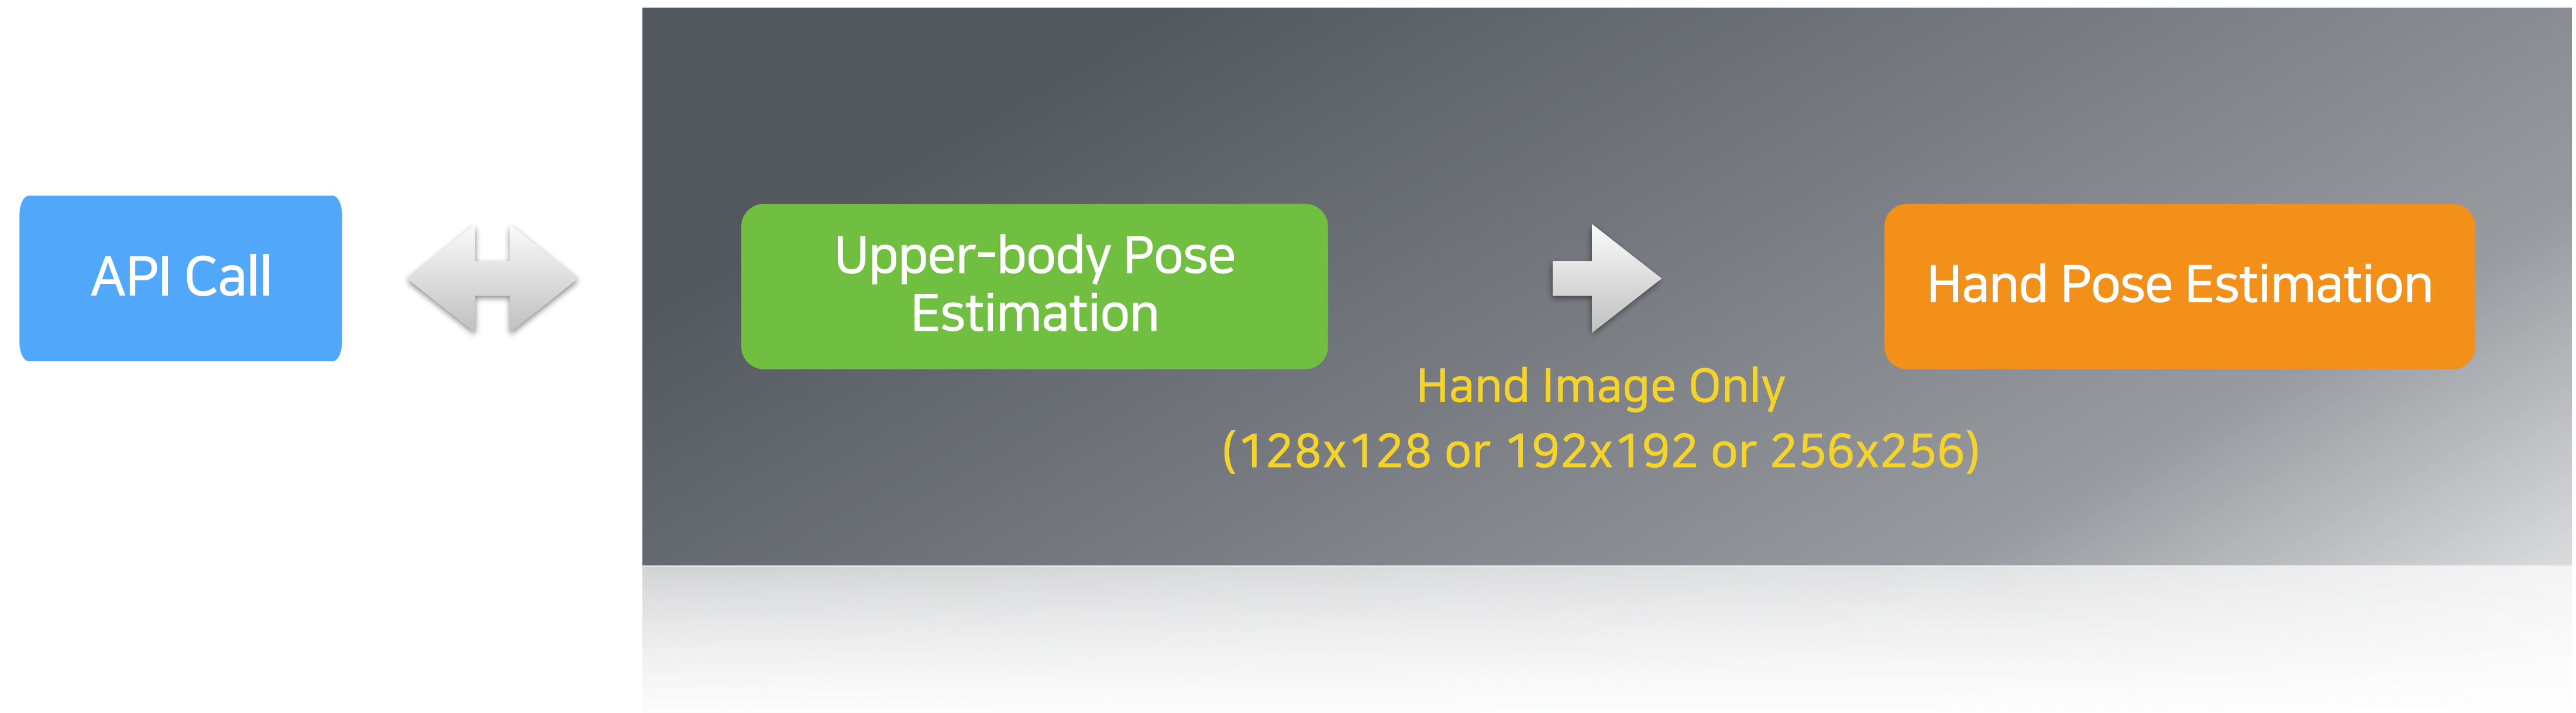 API Call
Upper-body Pose
Estimation
Hand Pose Estimation
Hand Image Only
(128x128 or 192x192 or 256x256)